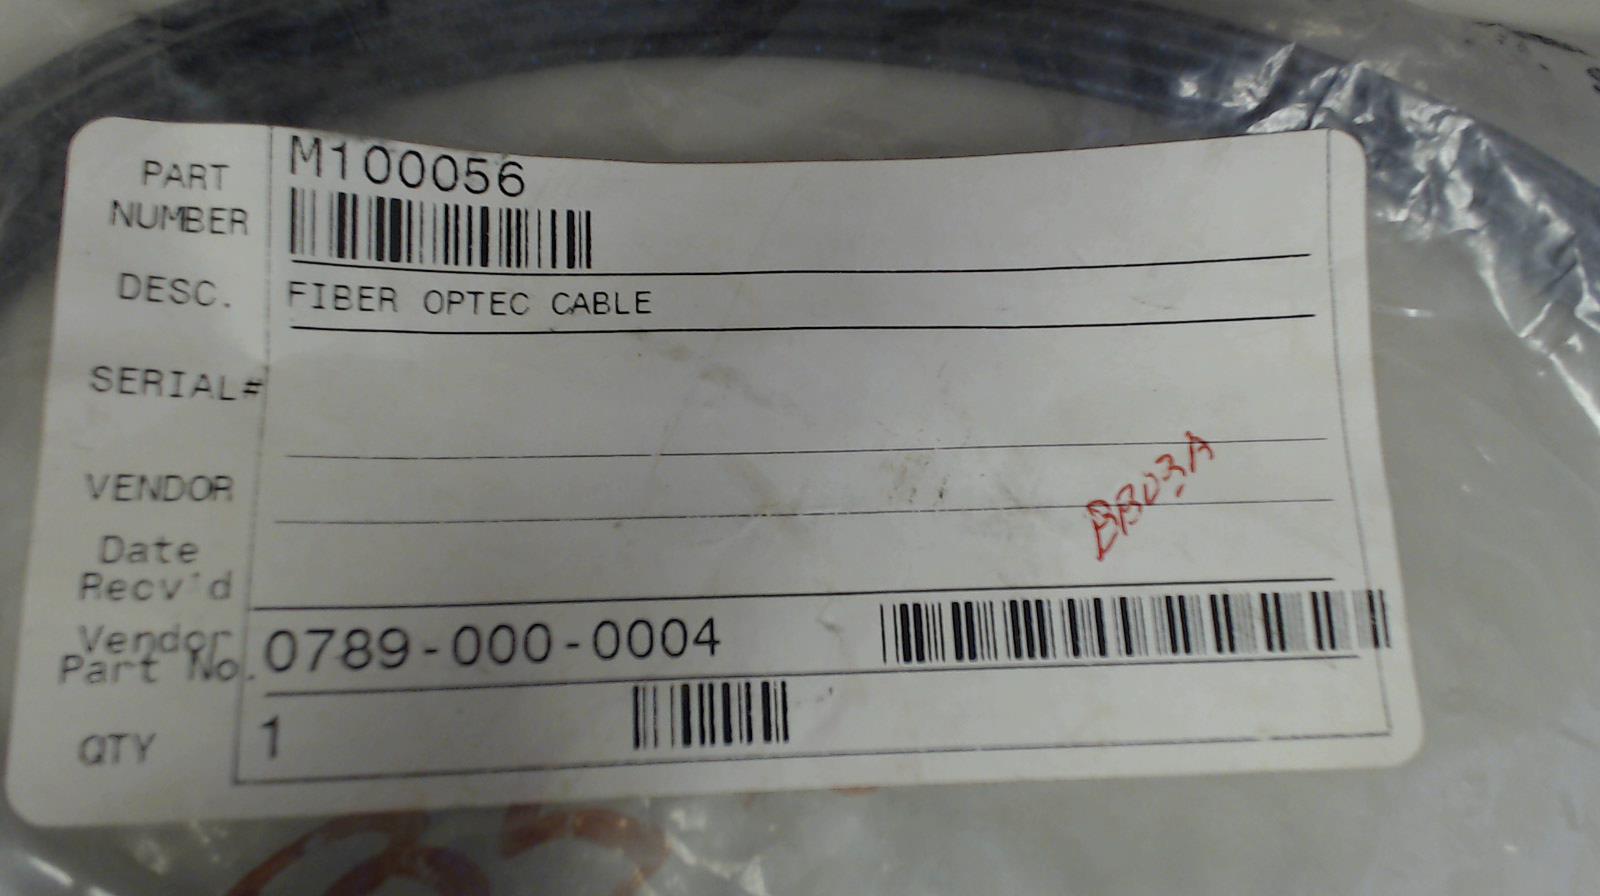 PART NUMBER M100056
DESC. FIBER OPTEC CABLE
SERIAL#
VENDOR
BB03A
Date Recv'd
Vendor Part No. 0789-000-0004
QTY 1